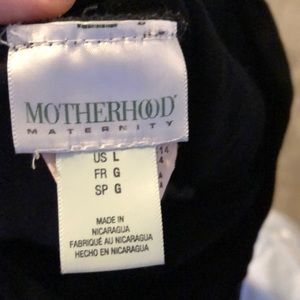 MOTHERHOOD®
MATERNITY
US L
FR G
SP G
MADE IN
NICARAGUA
FABRIQUÉ AU NICARAGUA
HECHO EN NICARAGUA